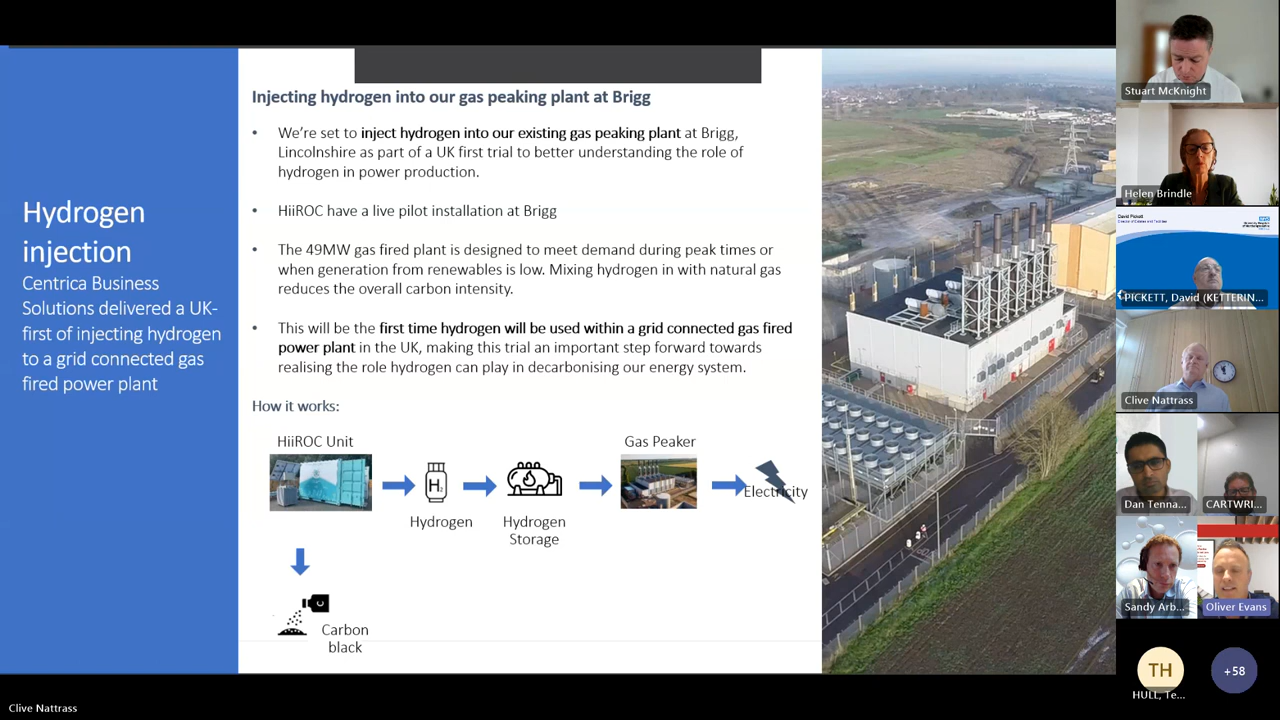 Hydrogen
injection
Centrica Business
Solutions delivered a UK-
first of injecting hydrogen
to a grid connected gas
fired power plant
Injecting hydrogen into our gas peaking plant at Brigg
• We’re set to inject hydrogen into our existing gas peaking plant at Brigg,
Lincolnshire as part of a UK first trial to better understanding the role of
hydrogen in power production.
• HiiROC have a live pilot installation at Brigg
• The 49MW gas fired plant is designed to meet demand during peak times or
when generation from renewables is low. Mixing hydrogen in with natural gas
reduces the overall carbon intensity.
• This will be the first time hydrogen will be used within a grid connected gas fired
power plant in the UK, making this trial an important step forward towards
realising the role hydrogen can play in decarbonising our energy system.
How it works:
HiiROC Unit
Gas Peaker
H2
Electricity
Hydrogen
Hydrogen
Storage
Carbon
black
Stuart McKnight
Helen Brindle
David Pickett
NHS
PICKETT, David (KETTERIN...
Clive Nattrass
Dan Tenna...
CARTWRI...
Sandy Arb...
Oliver Evans
TH
HULL, Te...
+58
Clive Nattrass